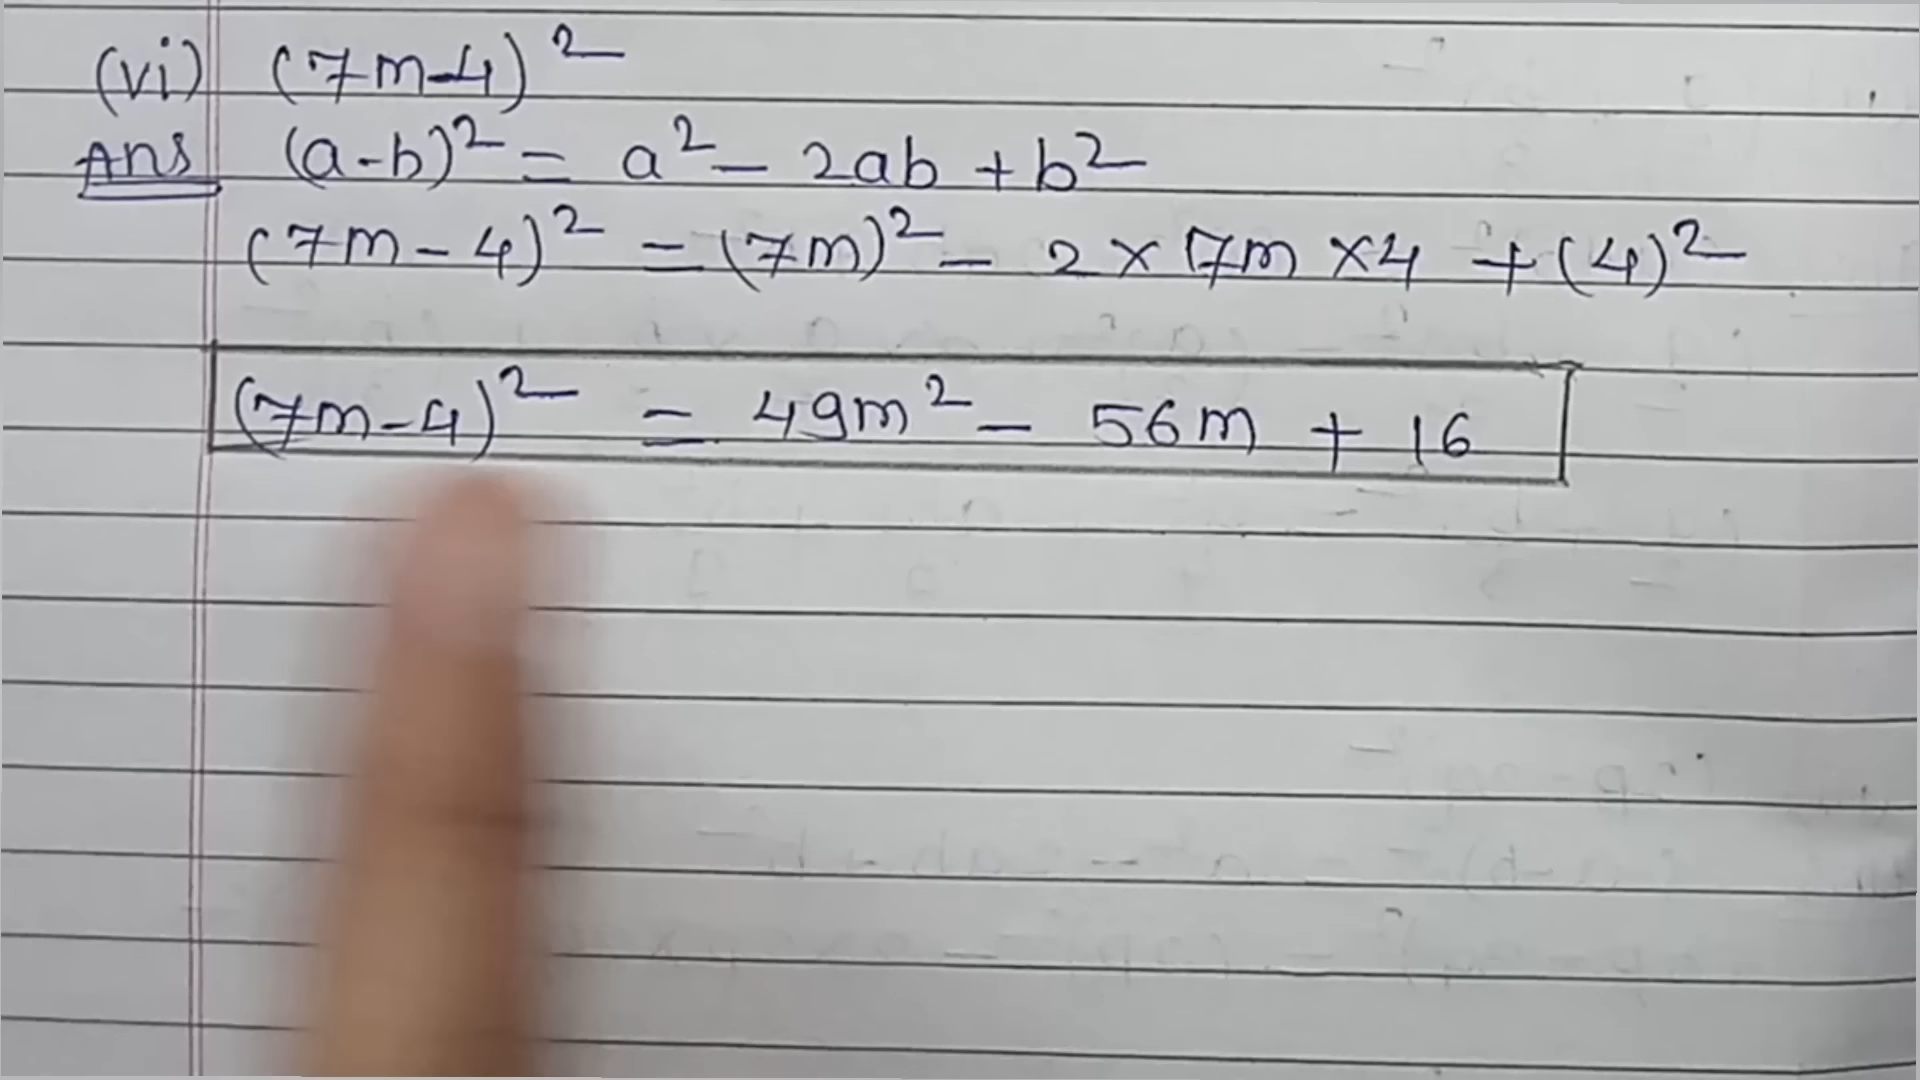 (vi) (7m-4)²
Ans (a-b)² = a² - 2ab + b²
(7m - 4)² = (7m)² - 2 × 7m × 4 + (4)²
(7m-4)² = 49m² - 56m + 16